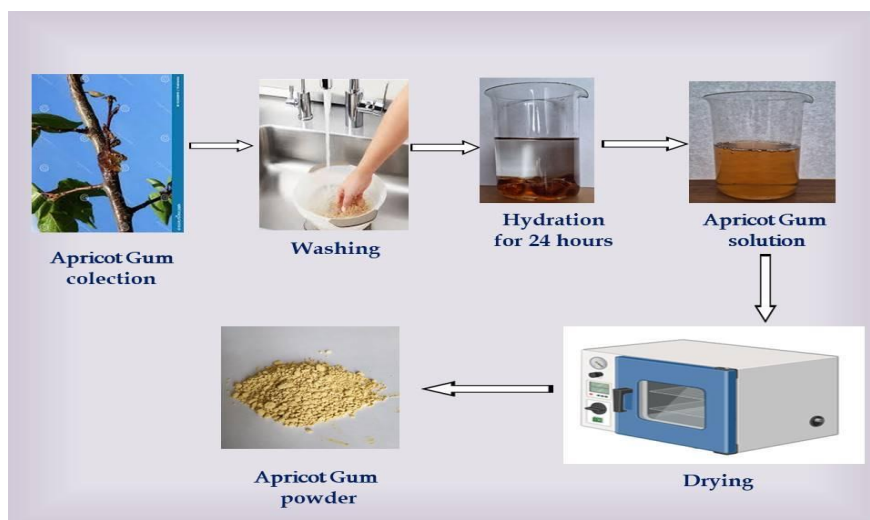 Apricot Gum
colection
Washing
Hydration
for 24 hours
Apricot Gum
solution
Drying
Apricot Gum
powder